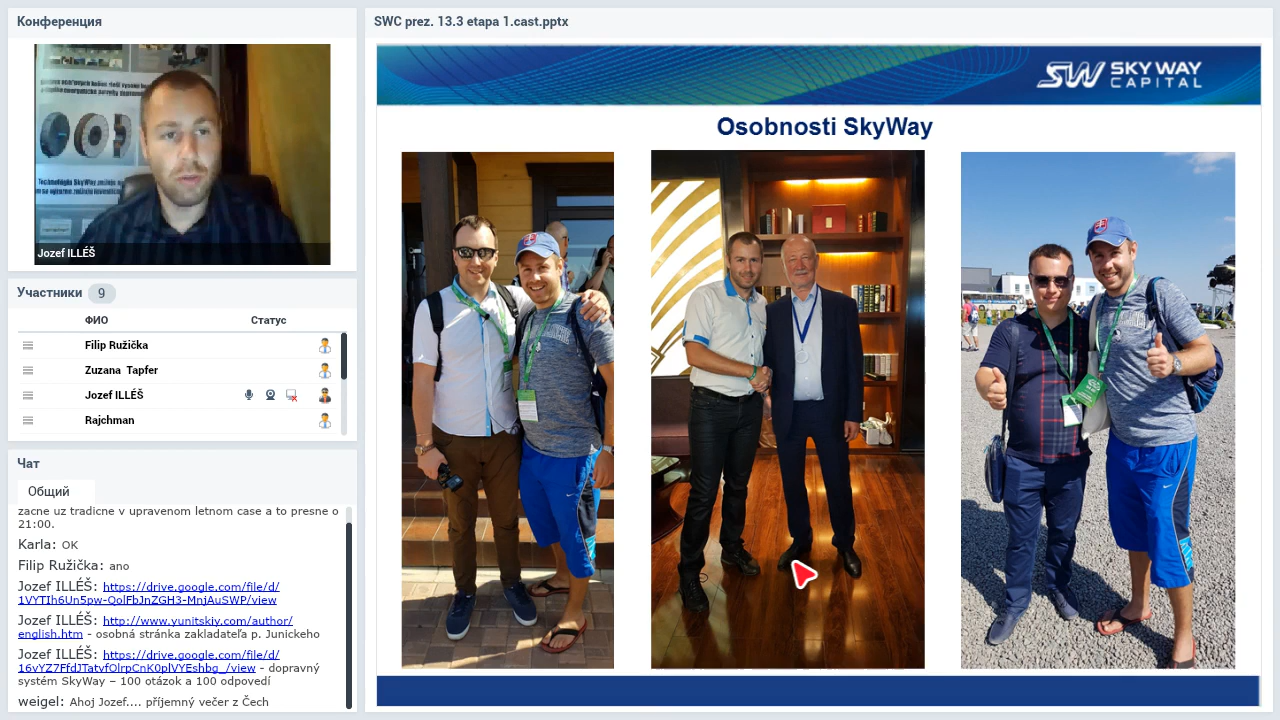 Конференция
Jozef ILLÉŠ
Участники 9
ФИО Статус
Filip Ružička
Zuzana Tapfer
Jozef ILLÉŠ
Rajchman
Чат
Общий
zacne uz tradicne v upravenom letnom case a to presne o
21:00.
Karla: OK
Filip Ružička: ano
Jozef ILLÉŠ: https://drive.google.com/file/d/
1VYTIh6Un5pw-QolFbJnZGH3-MnjAuSWP/view
Jozef ILLÉŠ: http://www.yunitskiy.com/author/
english.htm - osobná stránka zakladateľa p. Junickeho
Jozef ILLÉŠ: https://drive.google.com/file/d/
16vYZ7FfdJTatvfOlrpCnK0plVYEshbg_/view - dopravný
systém SkyWay – 100 otázok a 100 odpovedí
weigel: Ahoj Jozef.... příjemný večer z Čech
SWC prez. 13.3 etapa 1.cast.pptx
SW SKY WAY
CAPITAL
Osobnosti SkyWay